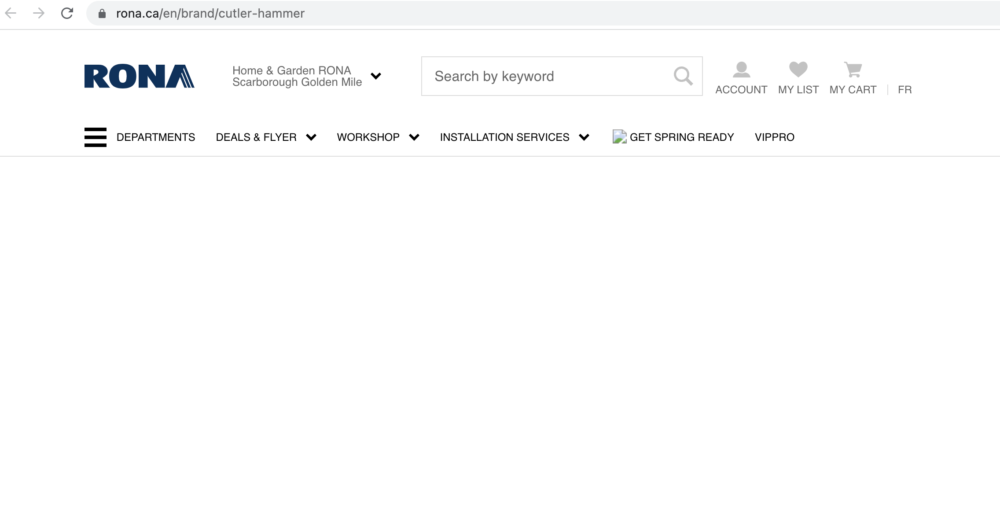 rona.ca/en/brand/cutler-hammer
RONA
Home & Garden RONA
Scarborough Golden Mile
Search by keyword
ACCOUNT
MY LIST
MY CART
FR
DEPARTMENTS
DEALS & FLYER
WORKSHOP
INSTALLATION SERVICES
GET SPRING READY
VIPPRO